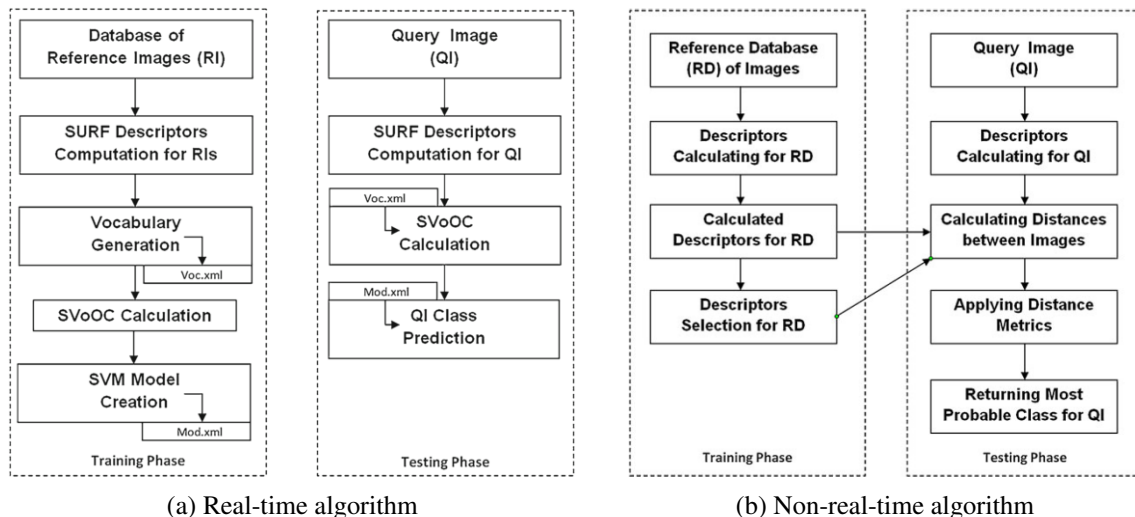 Database of
Reference Images (RI)
SURF Descriptors
Computation for RIs
Vocabulary
Generation
Voc.xml
SVoOC Calculation
SVM Model
Creation
Mod.xml
Training Phase
Query Image
(QI)
SURF Descriptors
Computation for QI
Voc.xml
SVoOC
Calculation
Mod.xml
QI Class
Prediction
Testing Phase
(a) Real-time algorithm
Reference Database
(RD) of Images
Descriptors
Calculating for RD
Calculated
Descriptors for RD
Descriptors
Selection for RD
Training Phase
Query Image
(QI)
Descriptors
Calculating for QI
Calculating Distances
between Images
Applying Distance
Metrics
Returning Most
Probable Class for QI
Testing Phase
(b) Non-real-time algorithm